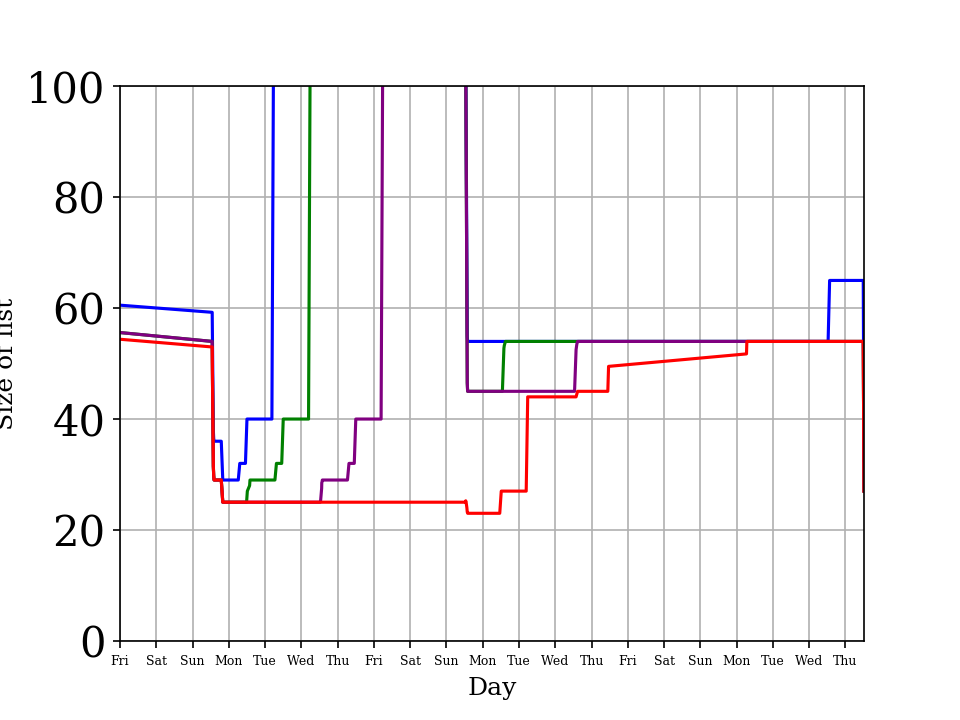 100
80
60
40
20
0
Size of list
Fri Sat Sun Mon Tue Wed Thu Fri Sat Sun Mon Tue Wed Thu Fri Sat Sun Mon Tue Wed Thu
Day